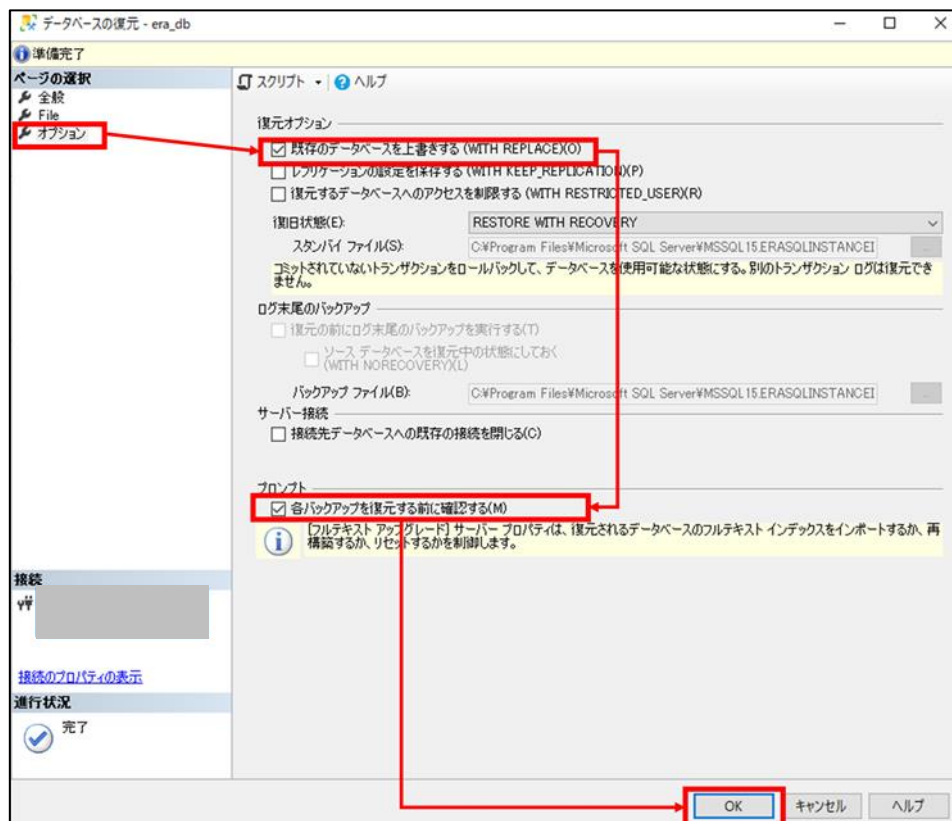 データベースの復元 - era_db
準備完了
ページの選択
全般
File
オプション
スクリプト
ヘルプ
復元オプション
既存のデータベースを上書きする (WITH REPLACE)(O)
レプリケーションの設定を保存する (WITH KEEP_REPLICATION)(P)
復元するデータベースへのアクセスを制限する (WITH RESTRICTED_USER)(R)
復旧状態(E):
RESTORE WITH RECOVERY
スタンバイ ファイル(S):
C:¥Program Files¥Microsoft SQL Server¥MSSQL15.ERASQLINSTANCE¥
...
コミットされていないトランザクションをロールバックして、データベースを使用可能な状態にする。別のトランザクション ログは復元で
きません。
ログ末尾のバックアップ
復元の前にログ末尾のバックアップを実行する(T)
ソース データベースを復元中の状態にしておく
(WITH NORECOVERY)(L)
バックアップ ファイル(B):
C:¥Program Files¥Microsoft SQL Server¥MSSQL15.ERASQLINSTANCE¥
...
サーバー接続
接続先データベースへの既存の接続を閉じる(C)
プロンプト
各バックアップを復元する前に確認する(M)
[フルテキスト アップグレード] サーバー プロパティは、復元されるデータベースのフルテキスト インデックスをインポートするか、再
構築するか、リセットするかを制御します。
接続
接続のプロパティの表示
進行状況
完了
OK
キャンセル
ヘルプ